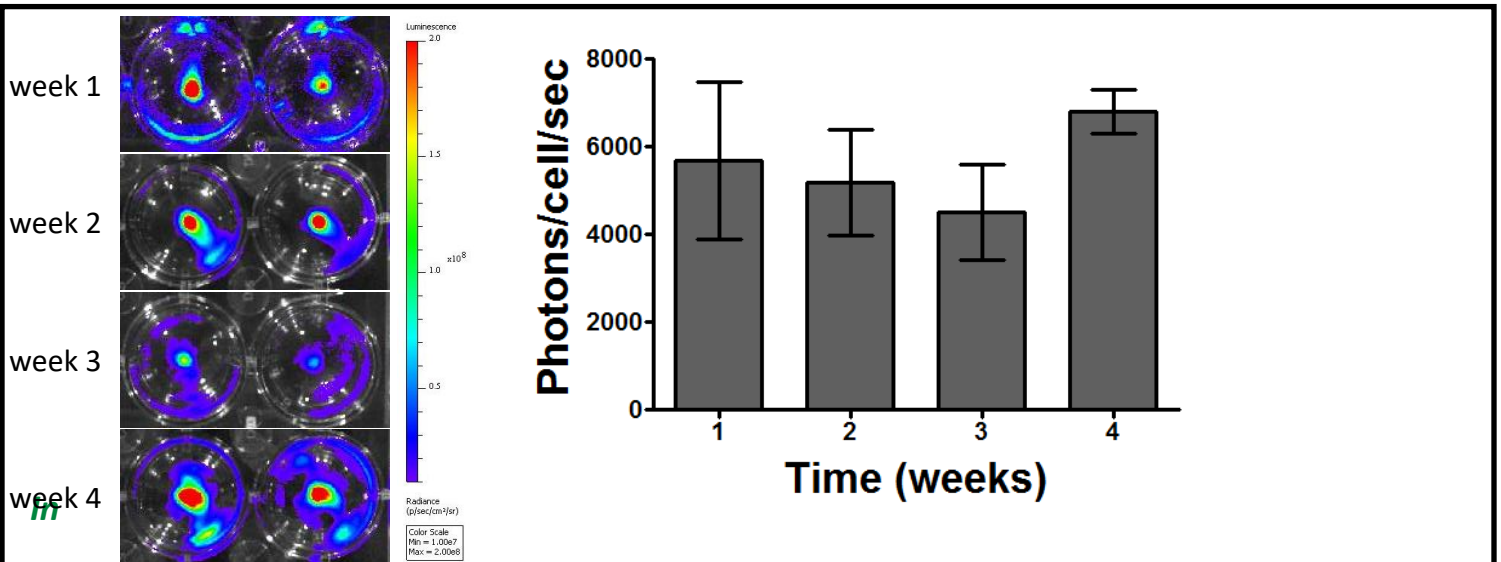 week 1
week 2
week 3
week 4
In
Luminescence
2.0
1.5
1.0
x10⁸
0.5
Radiance
(p/sec/cm²/sr)
Color Scale
Min = 1.00e7
Max = 2.00e8
Photons/cell/sec
8000
6000
4000
2000
0
1 2 3 4
Time (weeks)